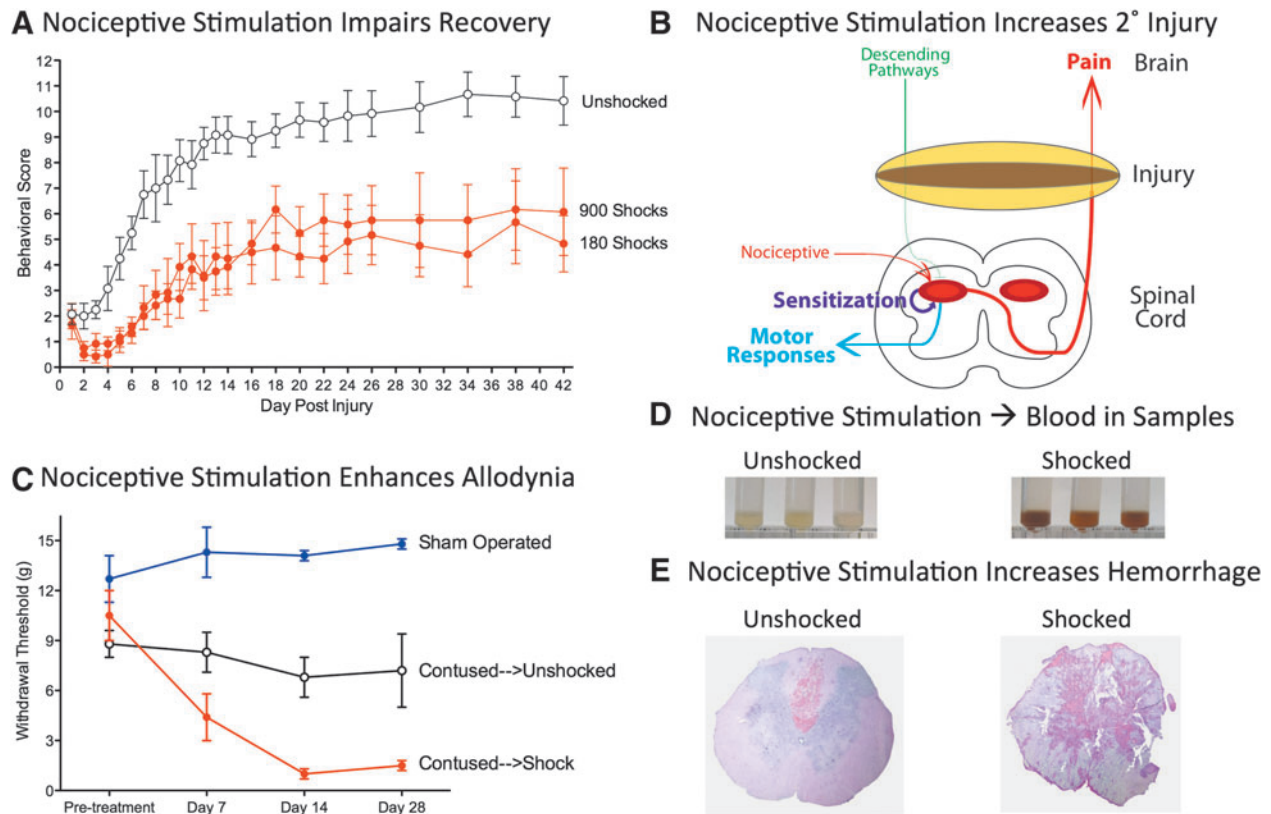 A Nociceptive Stimulation Impairs Recovery
Behavioral Score
12
11
10
9
8
7
6
5
4
3
2
1
0
Unshocked
900 Shocks
180 Shocks
0 2 4 6 8 10 12 14 16 18 20 22 24 26 28 30 32 34 36 38 40 42
Day Post Injury
B Nociceptive Stimulation Increases 2° Injury
Descending
Pathways
Pain
Brain
Injury
Nociceptive
Sensitization
Motor
Responses
Spinal
Cord
C Nociceptive Stimulation Enhances Allodynia
Withdrawal Threshold (g)
15
12
9
6
3
0
Sham Operated
Contused-->Unshocked
Contused-->Shock
Pre-treatment Day 7 Day 14 Day 28
D Nociceptive Stimulation → Blood in Samples
Unshocked Shocked
E Nociceptive Stimulation Increases Hemorrhage
Unshocked Shocked